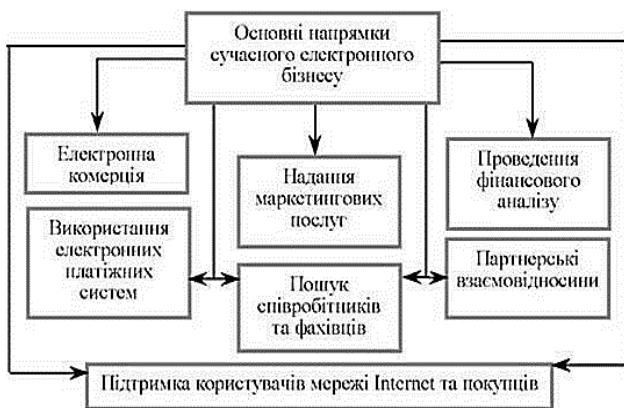 Основні напрямки
сучасного електронного
бізнесу
Електронна
комерція
Надання
маркетингових
послуг
Проведення
фінансового
аналізу
Використання
електронних
платіжних
систем
Пошук
співробітників
та фахівців
Партнерські
взаємовідносини
Підтримка користувачів мережі Internet та покупців